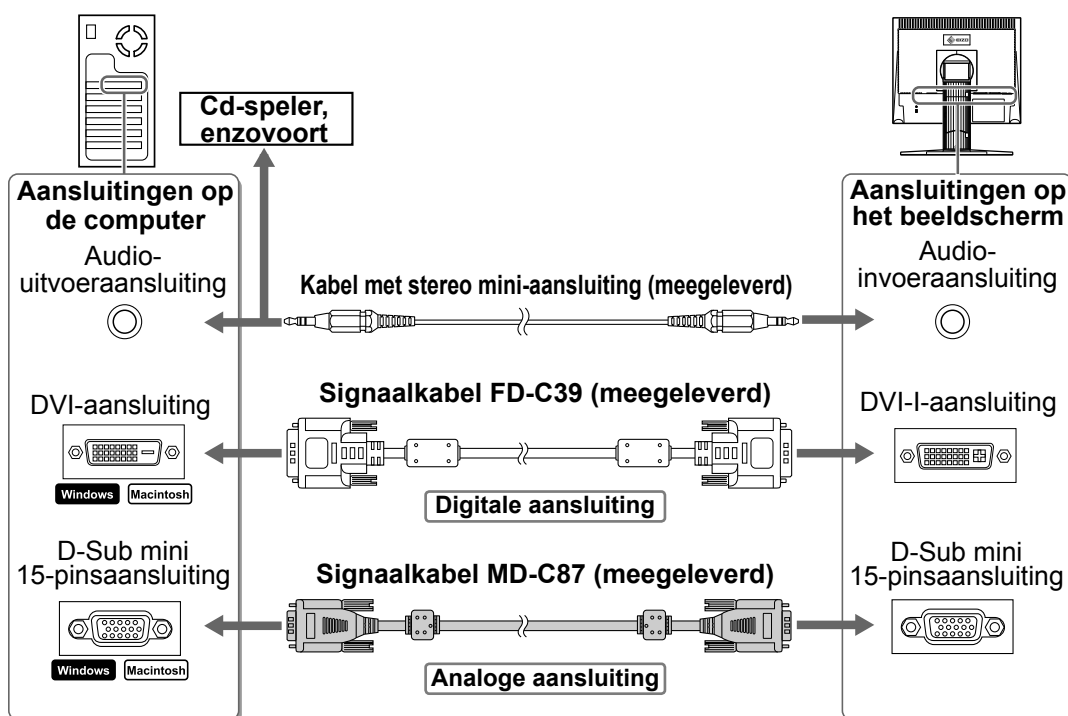 EIZO
Cd-speler,
enzovoort
Aansluitingen op
de computer
Aansluitingen op
het beeldscherm
Audio-
uitvoeraansluiting
Kabel met stereo mini-aansluiting (meegeleverd)
Audio-
invoeraansluiting
DVI-aansluiting
Windows Macintosh
Signaalkabel FD-C39 (meegeleverd)
Digitale aansluiting
DVI-I-aansluiting
D-Sub mini
15-pinsaansluiting
Windows Macintosh
Signaalkabel MD-C87 (meegeleverd)
Analoge aansluiting
D-Sub mini
15-pinsaansluiting